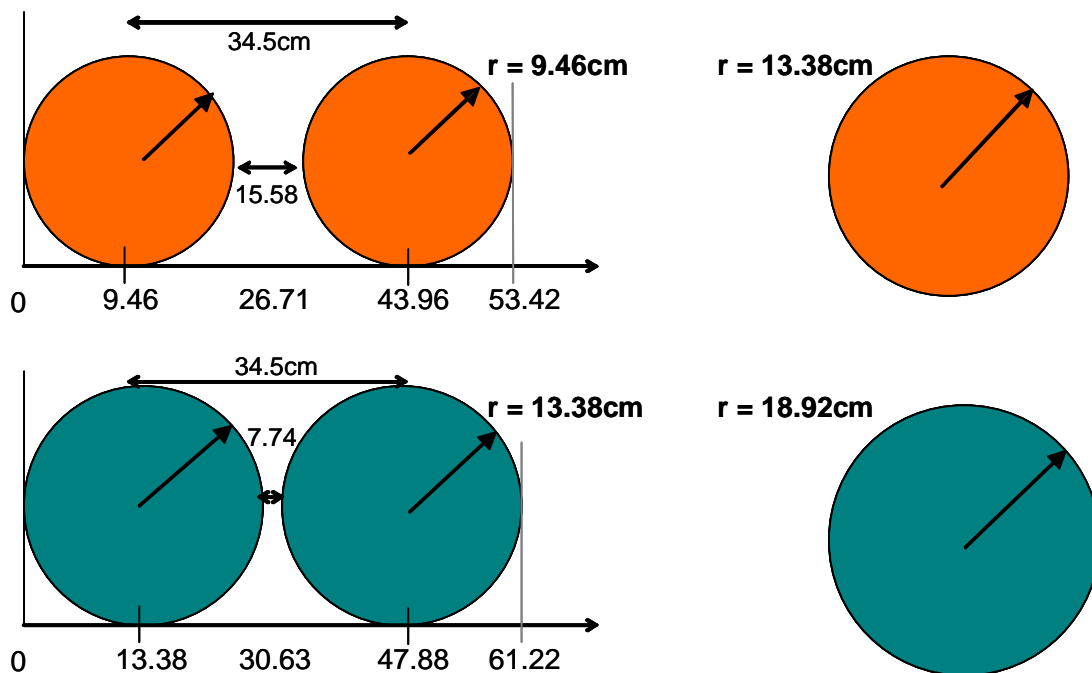 34.5cm
r = 9.46cm
r = 13.38cm
15.58
0 9.46 26.71 43.96 53.42
34.5cm
r = 13.38cm
r = 18.92cm
7.74
0 13.38 30.63 47.88 61.22